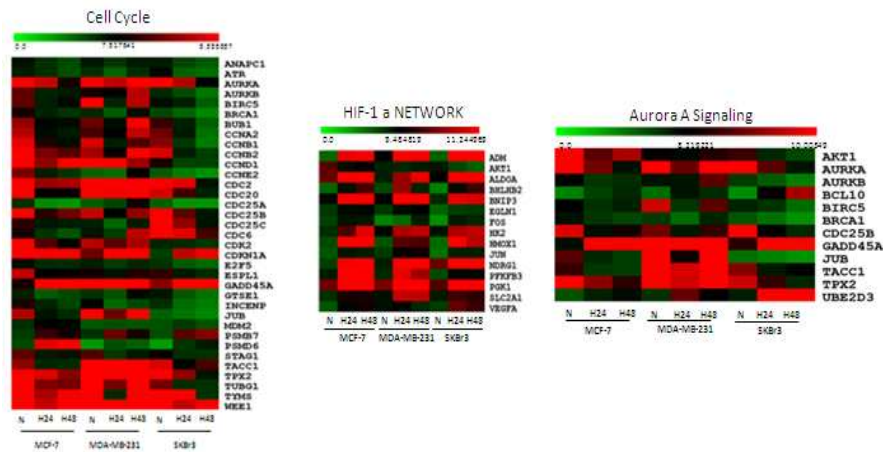 Cell Cycle
0.0
ANAPC1
ATR
AURKA
AURKB
BIRC5
BRCA1
BUB1
CCNA2
CCNB1
CCNB2
CCND1
CCNE2
CDC2
CDC20
CDC25A
CDC25B
CDC25C
CDC6
CDK2
CDKN1A
E2F5
ESPL1
GADD45A
GTSE1
INCENP
JUB
MDM2
PSMB7
PSMD6
STAG1
TACC1
TPX2
TUBG1
TYMS
WEE1
N H24 H48 N H24 H48 N H24 H48
MCF-7 MDA-MB-231 SKBr3
HIF-1 a NETWORK
0.0 11.244969
ADM
AKT1
ALDOA
BHLHB2
BNIP3
EGLN1
FOS
HK2
HMOX1
JUN
NDRG1
PFKFB3
PGK1
SLC2A1
VEGFA
N H24 H48 N H24 H48 N H24 H48
MCF-7 MDA-MB-231 SKBr3
Aurora A Signaling
0.0
AKT1
AURKA
AURKB
BCL10
BIRC5
BRCA1
CDC25B
GADD45A
JUB
TACC1
TPX2
UBE2D3
N H24 H48 N H24 H48 N H24 H48
MCF-7 MDA-MB-231 SKBr3